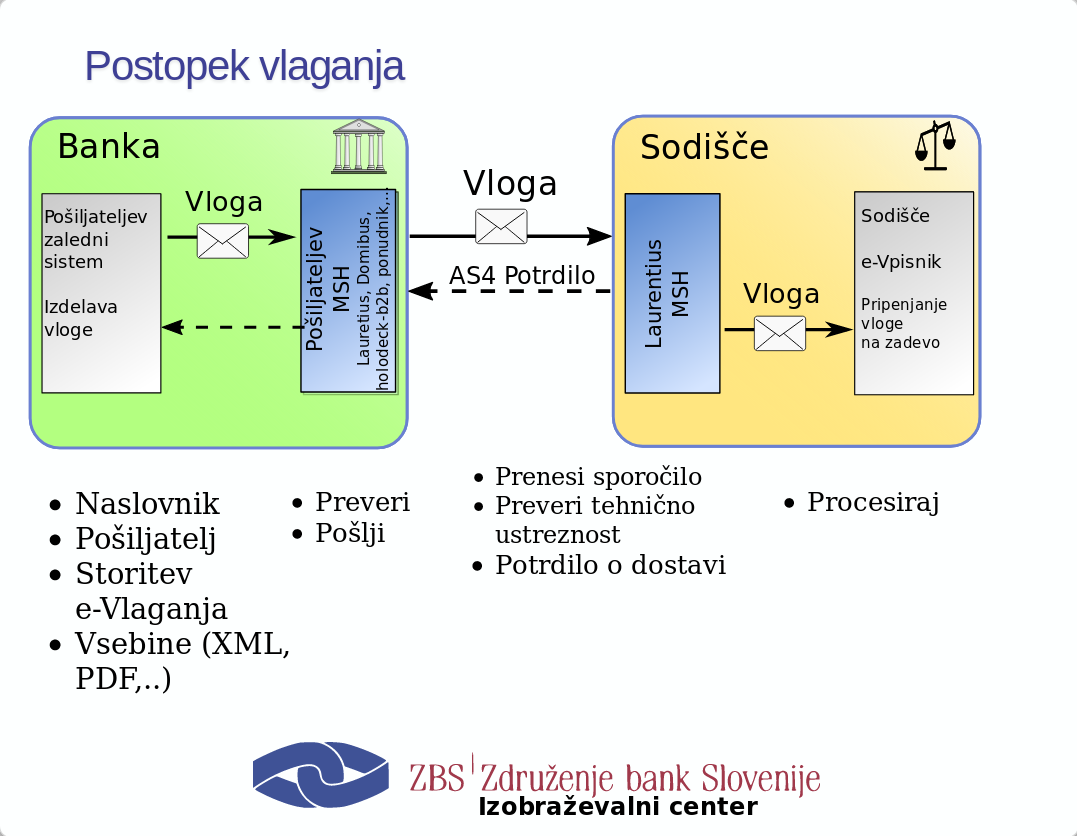 Postopek vlaganja
Banka
Pošiljateljev
zaledni
sistem
Izdelava
vloge
Vloga
Pošiljateljev
MSH
Lauretius, Domibus,
holodeck-b2b, ponudnik,...
Vloga
AS4 Potrdilo
Sodišče
Laurentius
MSH
Vloga
Sodišče
e-Vpisnik
Pripenjanje
vloge
na zadevo
• Naslovnik
• Pošiljatelj
• Storitev
e-Vlaganja
• Vsebine (XML,
PDF,..)
• Preveri
• Pošlji
• Prenesi sporočilo
• Preveri tehnično
ustreznost
• Potrdilo o dostavi
• Procesiraj
ZBS Združenje bank Slovenije
Izobraževalni center